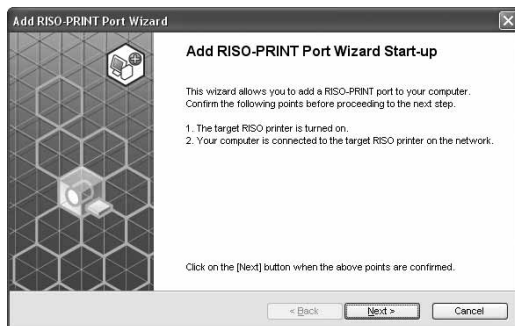 Add RISO-PRINT Port Wizard
Add RISO-PRINT Port Wizard Start-up
This wizard allows you to add a RISO-PRINT port to your computer.
Confirm the following points before proceeding to the next step.
1. The target RISO printer is turned on.
2. Your computer is connected to the target RISO printer on the network.
Click on the [Next] button when the above points are confirmed.
< Back
Next >
Cancel